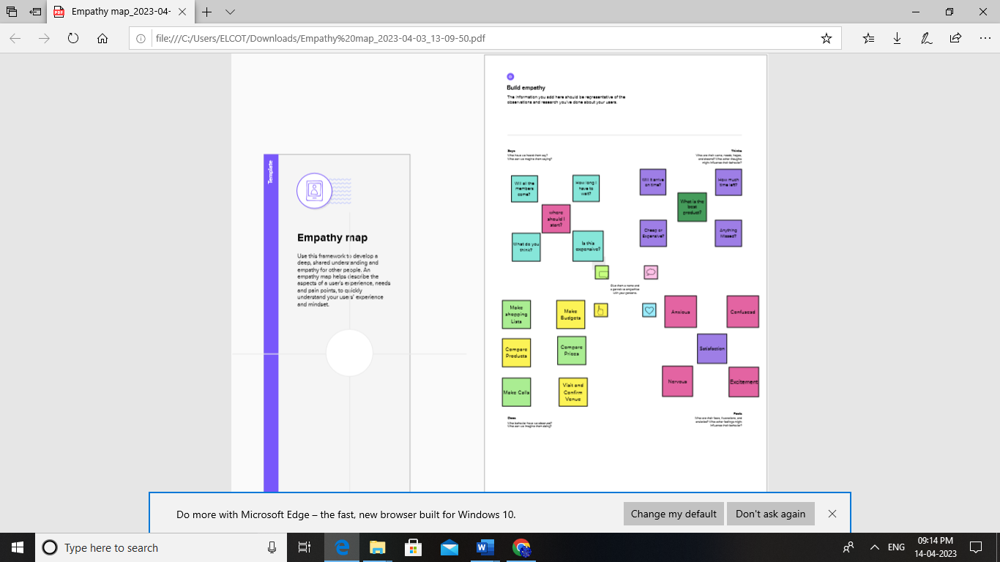 Empathy map_2023-04-
file:///C:/Users/ELCOT/Downloads/Empathy%20map_2023-04-03_13-09-50.pdf
Template
Empathy map
Use this framework to develop a
deep, shared understanding and
empathy for other people. An
empathy map helps describe the
aspects of a user's experience, needs
and pain points, to quickly
understand your users' experience
and mindset.
Build empathy
The information you add here should be representative of the
observations and research you've done about your users.
Says
What have we heard them say?
What can we imagine them saying?
Will all the
members
come?
How long I
have to
wait?
where
should I
start?
What do you
think?
Is this
expensive?
Thinks
What are their wants, needs, hopes,
and dreams? What other thoughts
might influence their behavior?
Will it arrive
on time?
How much
time left?
What is the
best
product?
Cheap or
Expensive?
Anything
Missed?
Make
shopping
Lists
Make
Budgets
Compare
Products
Compare
Prices
Make Calls
Visit and
Confirm
Venue
Does
What behavior have we observed?
What can we imagine them doing?
Anxious
Confused
Satisfaction
Nervous
Excitement
Feels
What are their fears, frustrations, and
anxieties? What other feelings might
influence their behavior?
Do more with Microsoft Edge – the fast, new browser built for Windows 10.
Change my default
Don't ask again
Type here to search
ENG
09:14 PM
14-04-2023